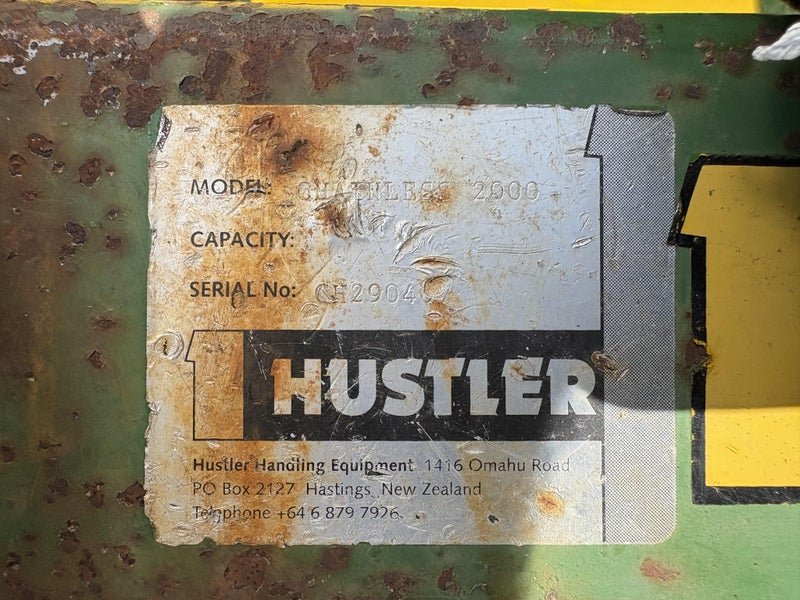 MODEL: CHAINLESS 2000
CAPACITY:
SERIAL No:
HUSTLER
Hustler Handling Equipment 1416 Omahu Road
PO Box 2127 Hastings New Zealand
Telephone +64 6 879 7926